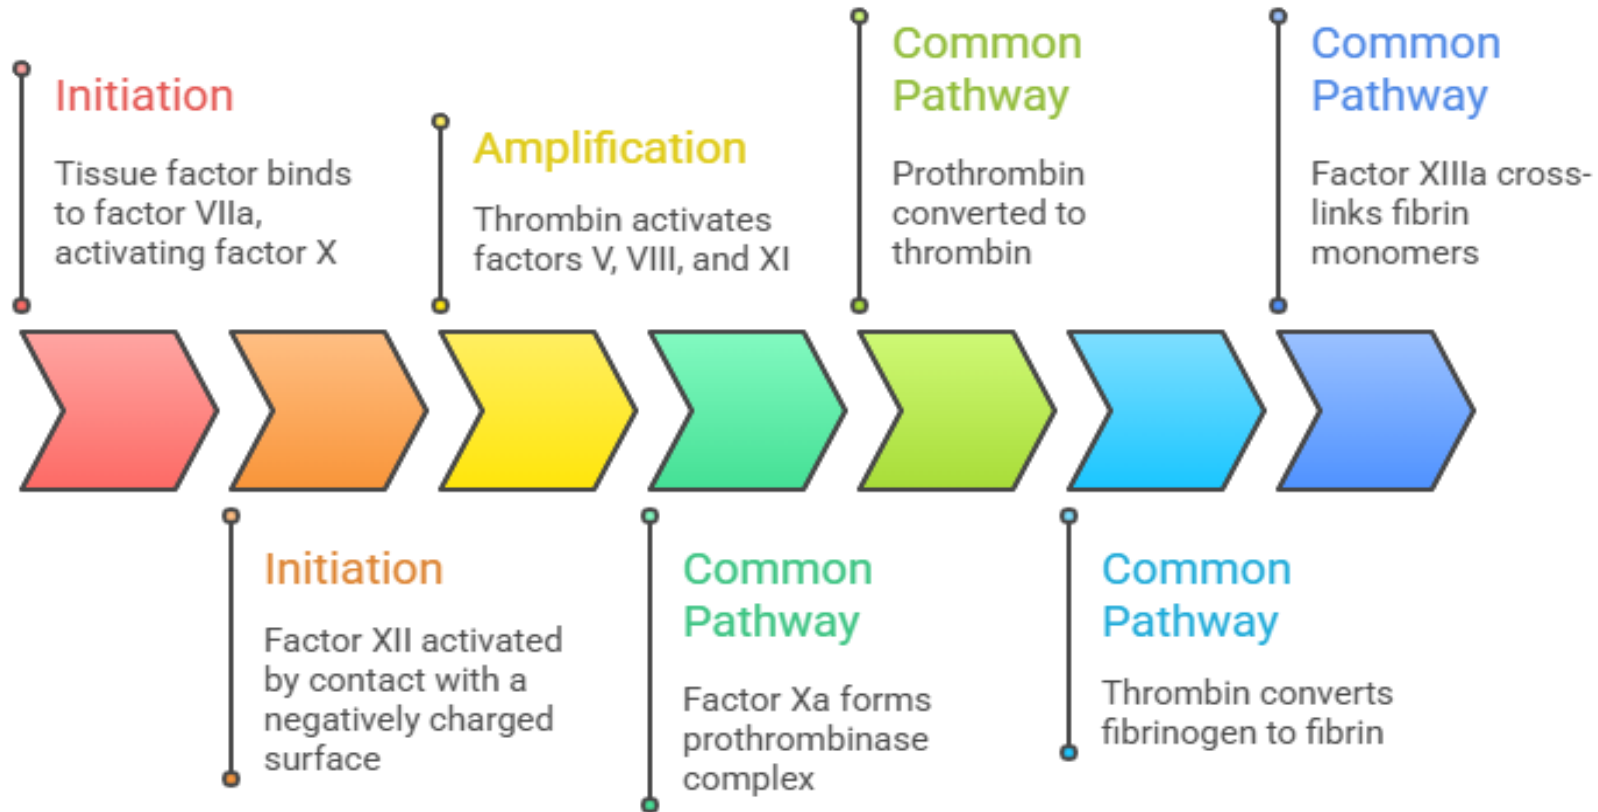 Initiation
Tissue factor binds
to factor VIIa,
activating factor X
Initiation
Factor XII activated
by contact with a
negatively charged
surface
Amplification
Thrombin activates
factors V, VIII, and XI
Common
Pathway
Factor Xa forms
prothrombinase
complex
Common
Pathway
Prothrombin
converted to
thrombin
Common
Pathway
Thrombin converts
fibrinogen to fibrin
Common
Pathway
Factor XIIIa cross-
links fibrin
monomers